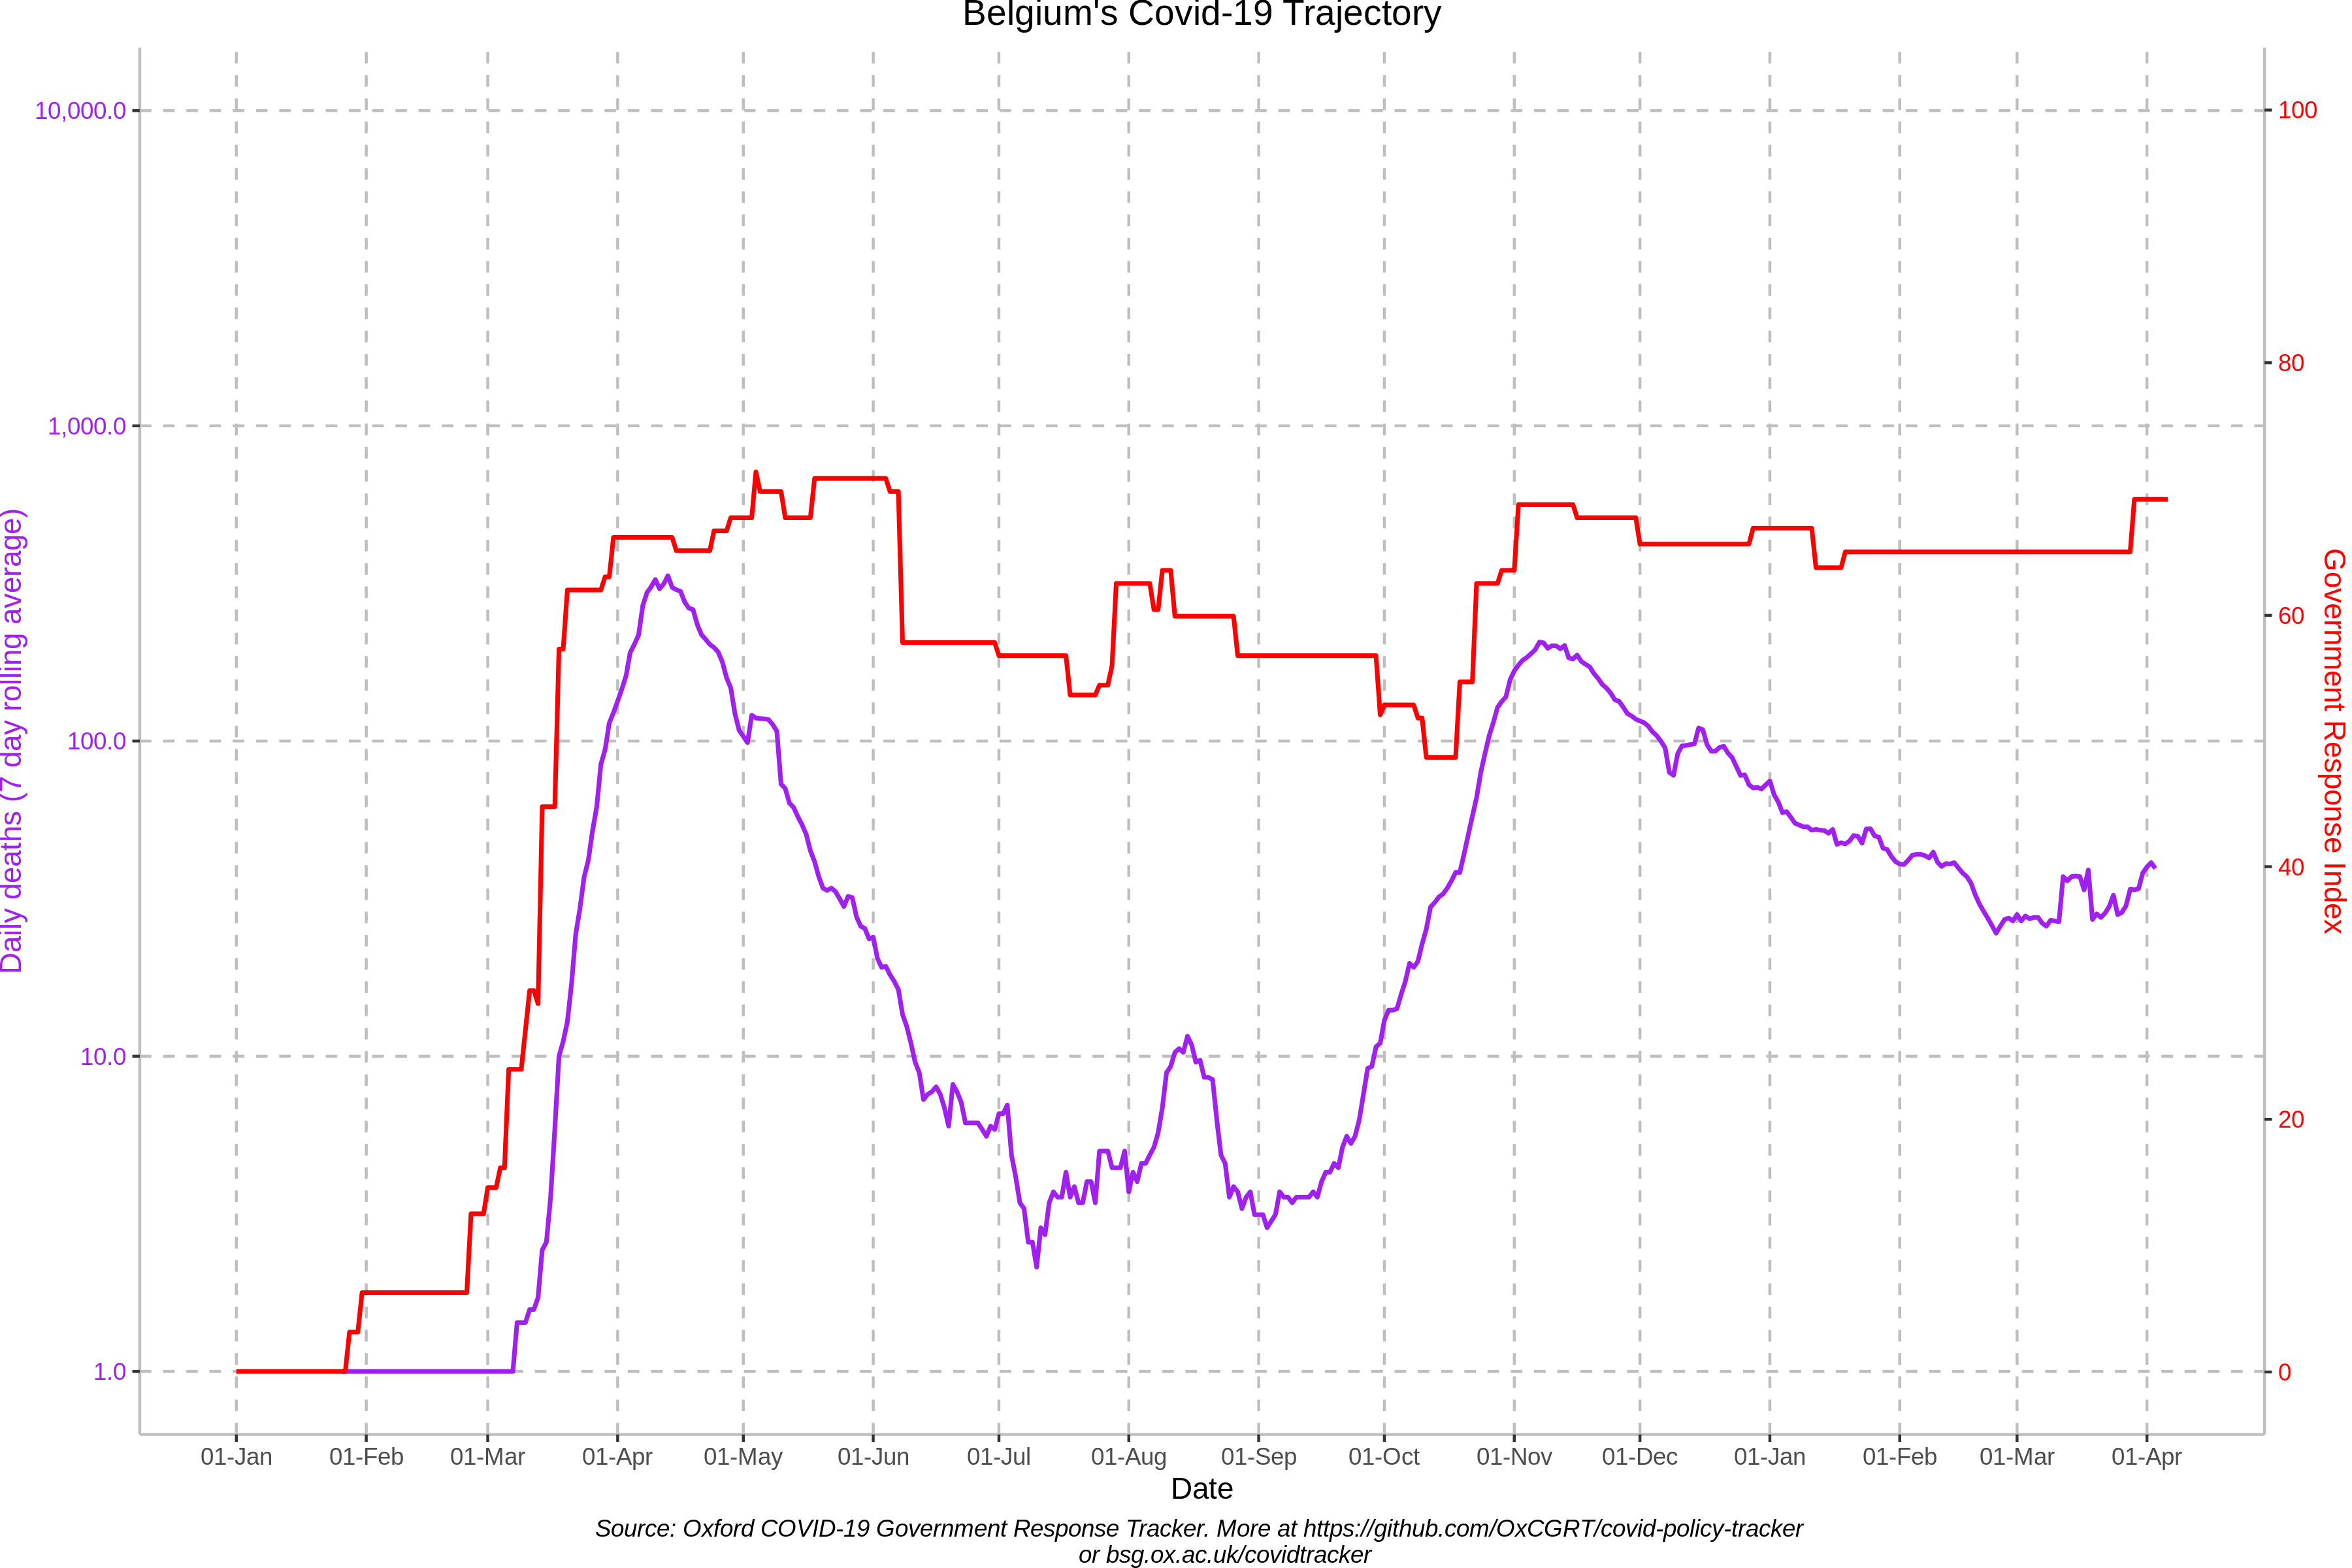 Belgium's Covid-19 Trajectory
10,000.0
1,000.0
100.0
10.0
1.0
Daily deaths (7 day rolling average)
100
80
60
40
20
0
Government Response Index
01-Jan 01-Feb 01-Mar 01-Apr 01-May 01-Jun 01-Jul 01-Aug 01-Sep 01-Oct 01-Nov 01-Dec 01-Jan 01-Feb 01-Mar 01-Apr
Date
Source: Oxford COVID-19 Government Response Tracker. More at https://github.com/OxCGRT/covid-policy-tracker
or bsg.ox.ac.uk/covidtracker